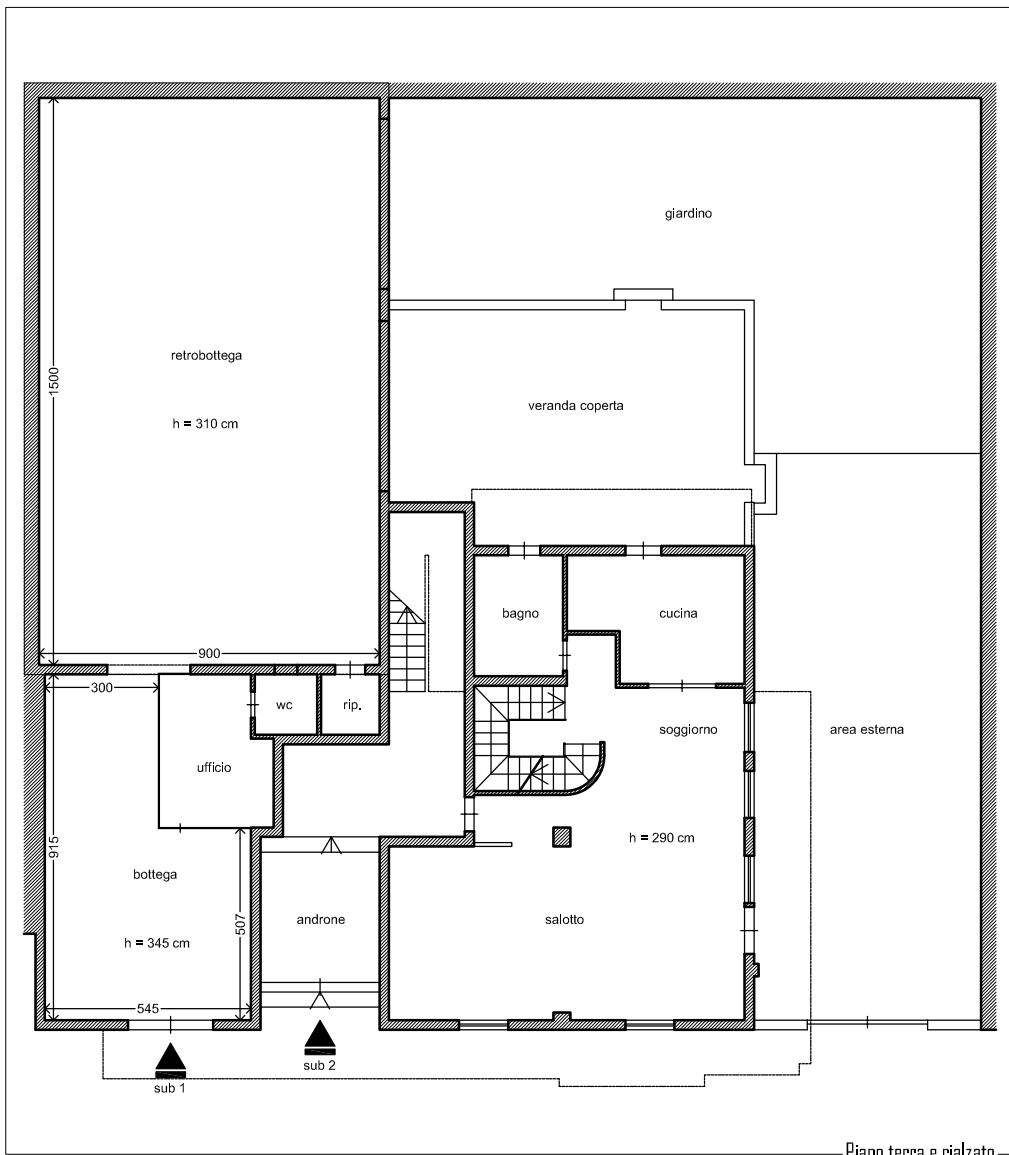 giardino
1500
retrobottega
veranda coperta
h = 310 cm
bagno
cucina
900
300
wc
rip.
soggiorno
area esterna
ufficio
915
h = 290 cm
bottega
507
androne
salotto
h = 345 cm
545
sub 2
sub 1
Piano terra e rialzato